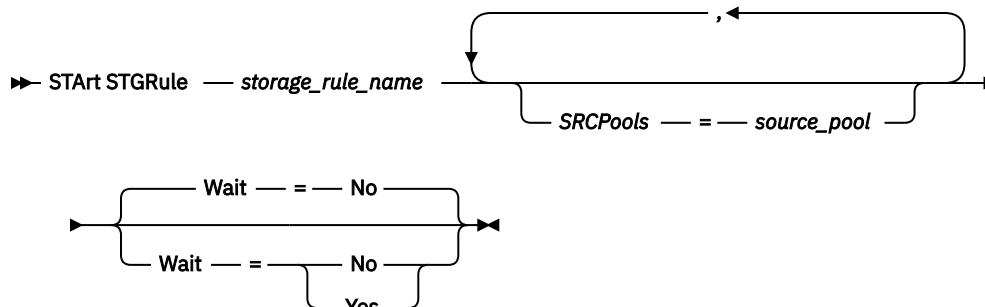 ,
STArt STGRule storage_rule_name
SRCPools = source_pool
Wait = No
Wait = No
Yes